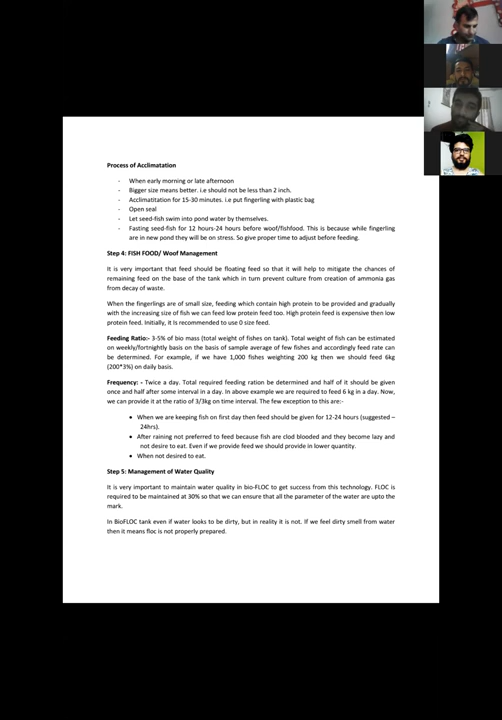 Process of Acclimatation
- When early morning or late afternoon
- Bigger size means better. i.e should not be less than 2 inch.
- Acclimatitation for 15-30 minutes. i.e put fingerling with plastic bag
- Open seal
- Let seed-fish swim into pond water by themselves.
- Fasting seed-fish for 12 hours-24 hours before woof/fishfood. This is because while fingerling
are in new pond they will be on stress. So give proper time to adjust before feeding.
Step 4: FISH FOOD/ Woof Management
It is very important that feed should be floating feed so that it will help to mitigate the chances of
remaining feed on the base of the tank which in turn prevent culture from creation of ammonia gas
from decay of waste.
When the fingerlings are of small size, feeding which contain high protein to be provided and gradually
with the increasing size of fish we can feed low protein feed too. High protein feed is expensive then low
protein feed. Initially, it Is recommended to use 0 size feed.
Feeding Ratio:- 3-5% of bio mass (total weight of fishes on tank). Total weight of fish can be estimated
on weekly/fortnightly basis on the basis of sample average of few fishes and accordingly feed rate can
be determined. For example, if we have 1,000 fishes weighting 200 kg then we should feed 6kg
(200*3%) on daily basis.
Frequency: - Twice a day. Total required feeding ration be determined and half of it should be given
once and half after some interval in a day. In above example we are required to feed 6 kg in a day. Now,
we can provide it at the ratio of 3/3kg on time interval. The few exception to this are:-
• When we are keeping fish on first day then feed should be given for 12-24 hours (suggested –
24hrs).
• After raining not preferred to feed because fish are clod blooded and they become lazy and
not desire to eat. Even if we provide feed we should provide in lower quantity.
• When not desired to eat.
Step 5: Management of Water Quality
It is very important to maintain water quality in bio-FLOC to get success from this technology. FLOC is
required to be maintained at 30% so that we can ensure that all the parameter of the water are upto the
mark.
In BioFLOC tank even if water looks to be dirty, but in reality it is not. If we feel dirty smell from water
then it means floc is not properly prepared.